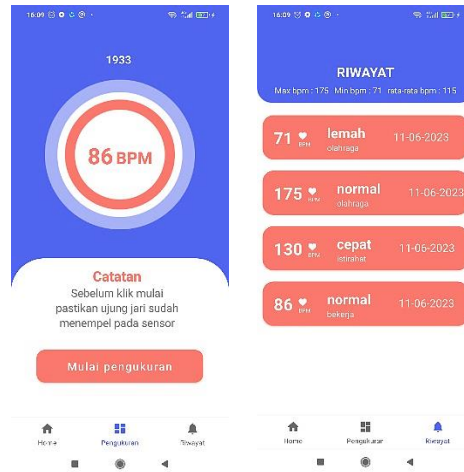 16:09
1933
86 BPM
Catatan
Sebelum klik mulai
pastikan ujung jari sudah
menempel pada sensor
Mulai pengukuran
Home Pengukuran Riwayat
16:09
RIWAYAT
Max bpm : 175 Min bpm : 71 rata-rata bpm : 115
71 BPM lemah 11-06-2023
olahraga
175 BPM normal 11-06-2023
olahraga
130 BPM cepat 11-06-2023
istirahat
86 BPM normal 11-06-2023
bekerja
Home Pengukuran Riwayat